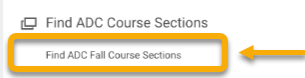 Find ADC Course Sections
Find ADC Fall Course Sections